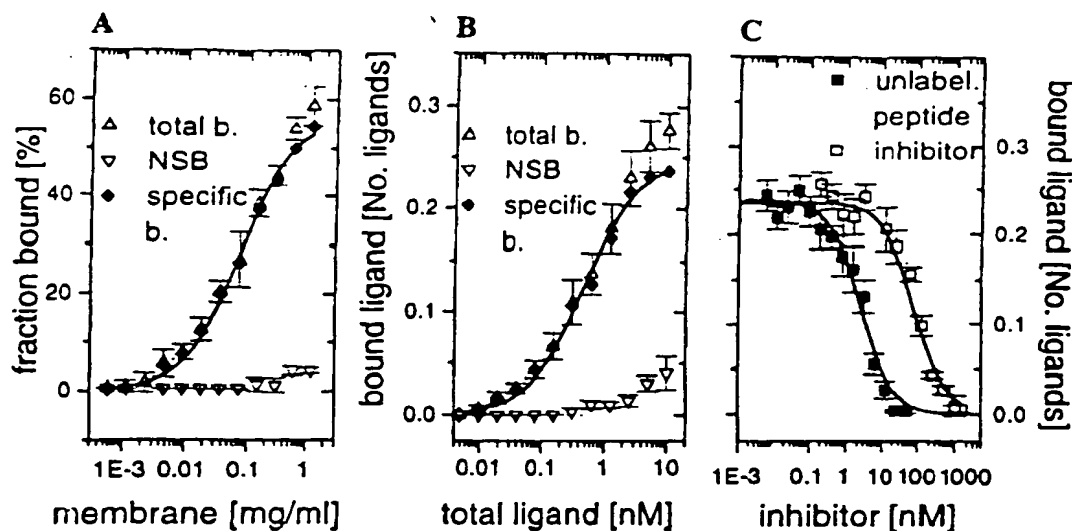 A
fraction bound [%]
60
40
20
0
total b.
NSB
specific
b.
1E-3
0.01
0.1
1
membrane [mg/ml]
B
bound ligand [No. ligands]
0.3
0.2
0.1
0.0
total b.
NSB
specific
b.
0.01
0.1
1
10
total ligand [nM]
C
unlabel.
peptide
inhibitor
0.3
0.2
0.1
0.0
bound ligand [No. ligands]
1E-3
0.1
1
10
100
1000
inhibitor [nM]